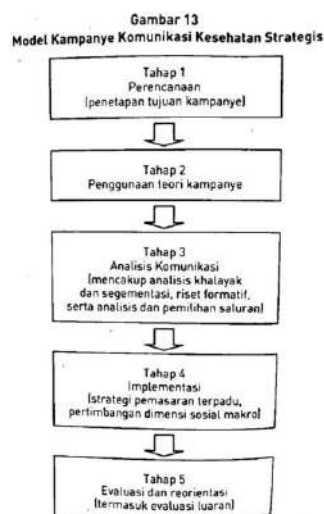 Gambar 13
Model Kampanye Komunikasi Kesehatan Strategis
Tahap 1
Perencanaan
(penetapan tujuan kampanye)
Tahap 2
Penggunaan teori kampanye
Tahap 3
Analisis Komunikasi
(mencakup analisis khalayak
dan segementasi, riset formatif,
serta analisis dan pemilihan saluran)
Tahap 4
Implementasi
(strategi pemasaran terpadu,
pertimbangan dimensi sosial makro)
Tahap 5
Evaluasi dan reorientasi
(termasuk evaluasi luaran)